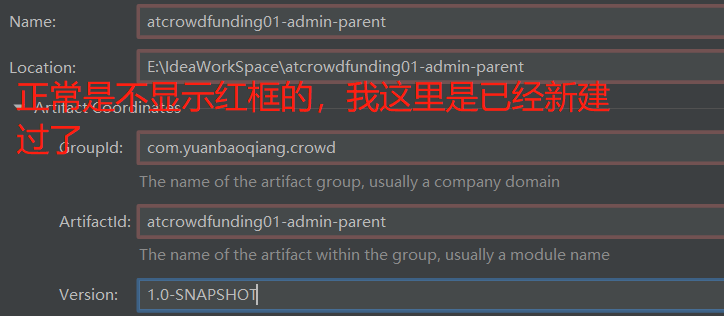 Name: atcrowdfunding01-admin-parent
Location: E:\IdeaWorkSpace\atcrowdfunding01-admin-parent
正常是不显示红框的，我这里是已经新建
Artifact Coordinates
过了
GroupId: com.yuanbaoqiang.crowd
The name of the artifact group, usually a company domain
ArtifactId: atcrowdfunding01-admin-parent
The name of the artifact within the group, usually a module name
Version: 1.0-SNAPSHOT